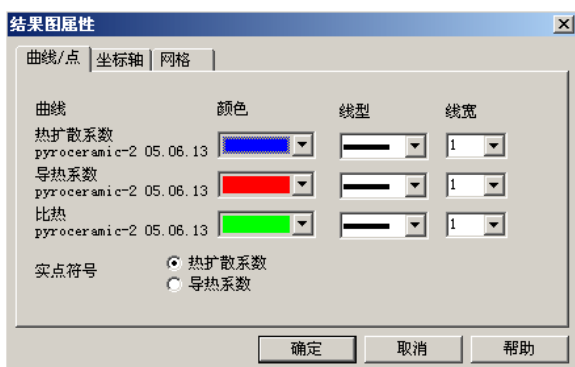 结果图属性
曲线/点 坐标轴 网格
曲线 颜色 线型 线宽
热扩散系数
pyroceramic-2 05.06.13 1
导热系数
pyroceramic-2 05.06.13 1
比热
pyroceramic-2 05.06.13 1
实点符号 热扩散系数
导热系数
确定 取消 帮助